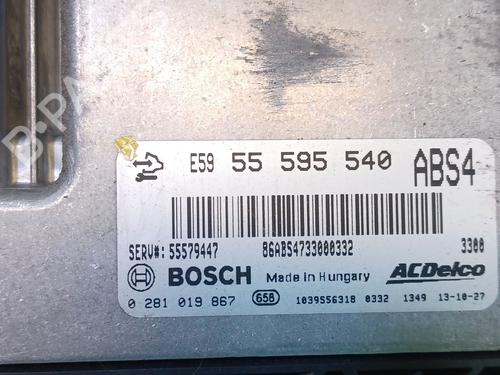 B-PA
E59 55 595 540 ABS4
SERV#: 55579447 86ABS4733000332 3300
BOSCH Made in Hungary ACDelco
0 281 019 867 658 1039S56318 0332 1349 13-10-27